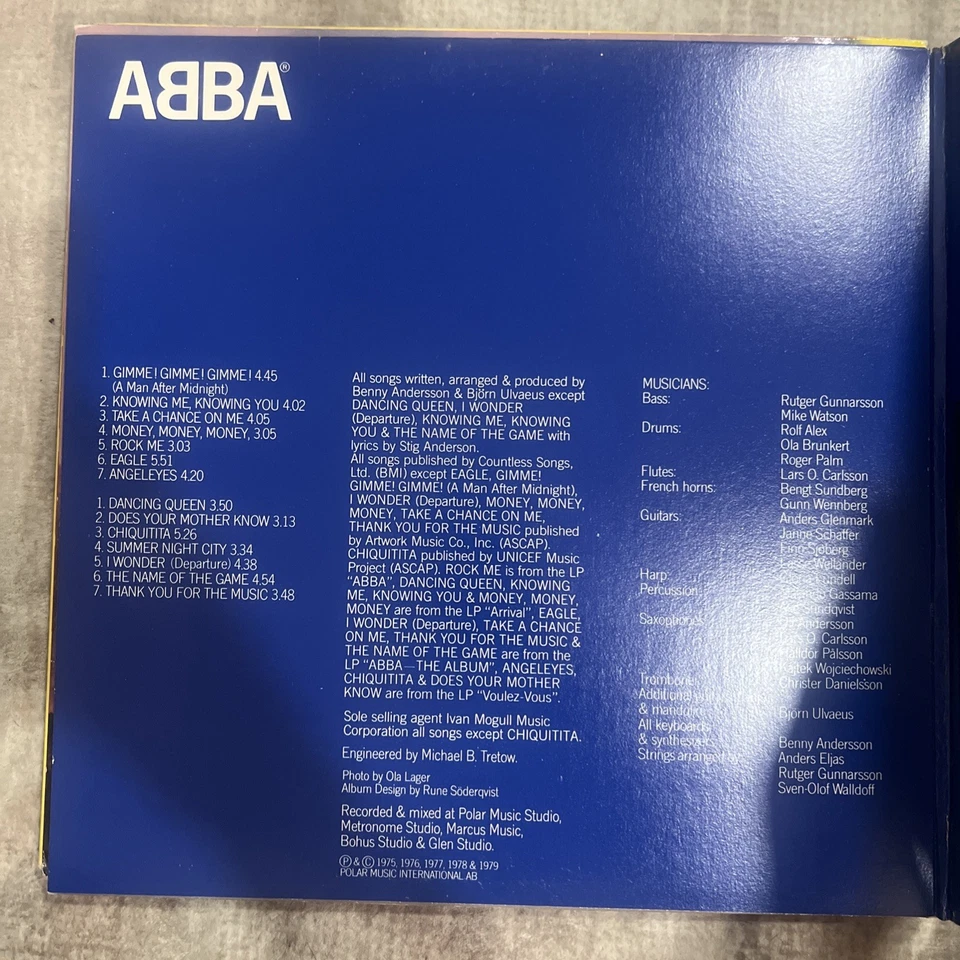 ABBA®
1. GIMME! GIMME! GIMME! 4.45
(A Man After Midnight)
2. KNOWING ME, KNOWING YOU 4.02
3. TAKE A CHANCE ON ME 4.05
4. MONEY, MONEY, MONEY, 3.05
5. ROCK ME 3.03
6. EAGLE 5.51
7. ANGELEYES 4.20
1. DANCING QUEEN 3.50
2. DOES YOUR MOTHER KNOW 3.13
3. CHIQUITITA 5.26
4. SUMMER NIGHT CITY 3.34
5. I WONDER (Departure) 4.38
6. THE NAME OF THE GAME 4.54
7. THANK YOU FOR THE MUSIC 3.48
All songs written, arranged & produced by
Benny Andersson & Björn Ulvaeus except
DANCING QUEEN, I WONDER
(Departure), KNOWING ME, KNOWING
YOU & THE NAME OF THE GAME with
lyrics by Stig Anderson.
All songs published by Countless Songs,
Ltd. (BMI) except EAGLE, GIMME!
GIMME! GIMME! (A Man After Midnight),
I WONDER (Departure), MONEY, MONEY,
MONEY, TAKE A CHANCE ON ME,
THANK YOU FOR THE MUSIC published
by Artwork Music Co., Inc. (ASCAP).
CHIQUITITA published by UNICEF Music
Project (ASCAP). ROCK ME is from the LP
"ABBA", DANCING QUEEN, KNOWING
ME, KNOWING YOU & MONEY, MONEY,
MONEY are from the LP "Arrival", EAGLE,
I WONDER (Departure), TAKE A CHANCE
ON ME, THANK YOU FOR THE MUSIC &
THE NAME OF THE GAME are from the
LP "ABBA—THE ALBUM", ANGELEYES,
CHIQUITITA & DOES YOUR MOTHER
KNOW are from the LP "Voulez-Vous".
Sole selling agent Ivan Mogull Music
Corporation all songs except CHIQUITITA.
Engineered by Michael B. Tretow.
Photo by Ola Lager
Album Design by Rune Söderqvist
Recorded & mixed at Polar Music Studio,
Metronome Studio, Marcus Music,
Bohus Studio & Glen Studio.
Ⓟ & Ⓒ 1975, 1976, 1977, 1978 & 1979
POLAR MUSIC INTERNATIONAL AB
MUSICIANS:
Bass: Rutger Gunnarsson
Mike Watson
Drums: Rolf Alex
Ola Brunkert
Roger Palm
Flutes: Lars O. Carlsson
French horns: Bengt Sundberg
Gunn Wennberg
Guitars: Anders Glenmark
Janne Schaffer
Finn Sjöberg
Wellander
Harp:
Percussion: Gassama
Saxophones: Andersson
Lars O. Carlsson
Halldor Pálsson
Wojtek Wojciechowski
Trombone: Christer Danielsson
Additional
& mandolin Björn Ulvaeus
All keyboards
& synthesizers Benny Andersson
Strings arranged by Anders Eljas
Rutger Gunnarsson
Sven-Olof Walldoff